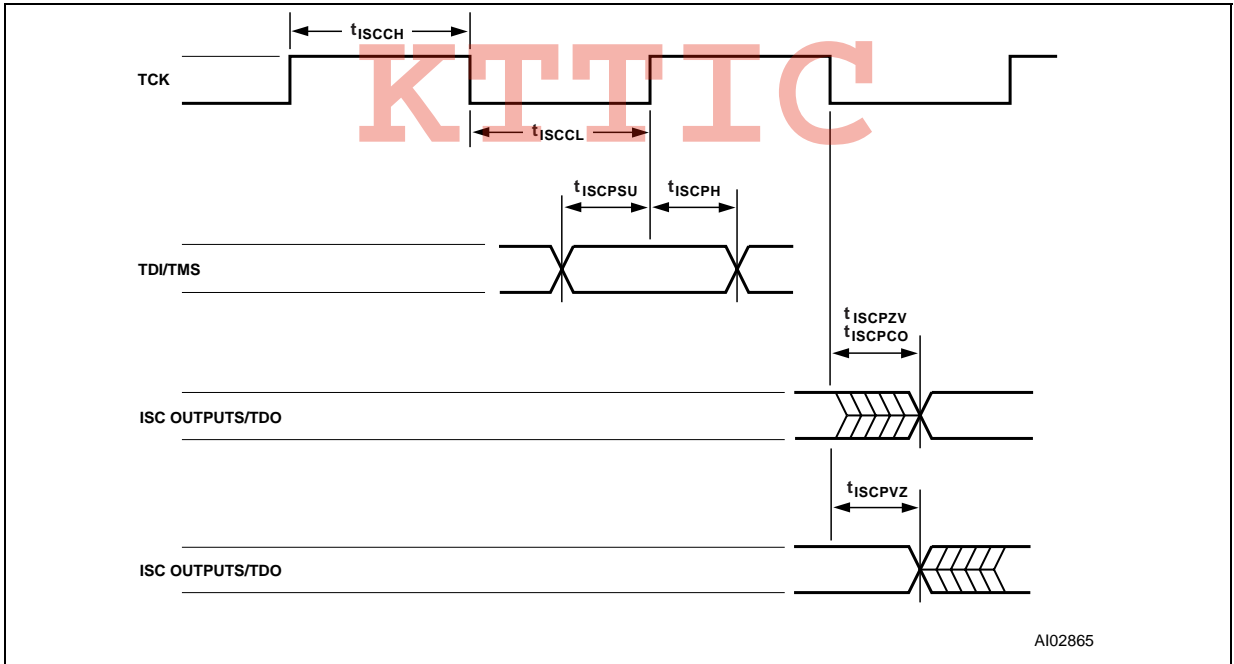 tISCCH
KTTIC
TCK
tISCCL
tISCPSU
tISCPH
TDI/TMS
tISCPZV
tISCPCO
ISC OUTPUTS/TDO
tISCPVZ
ISC OUTPUTS/TDO
AI02865